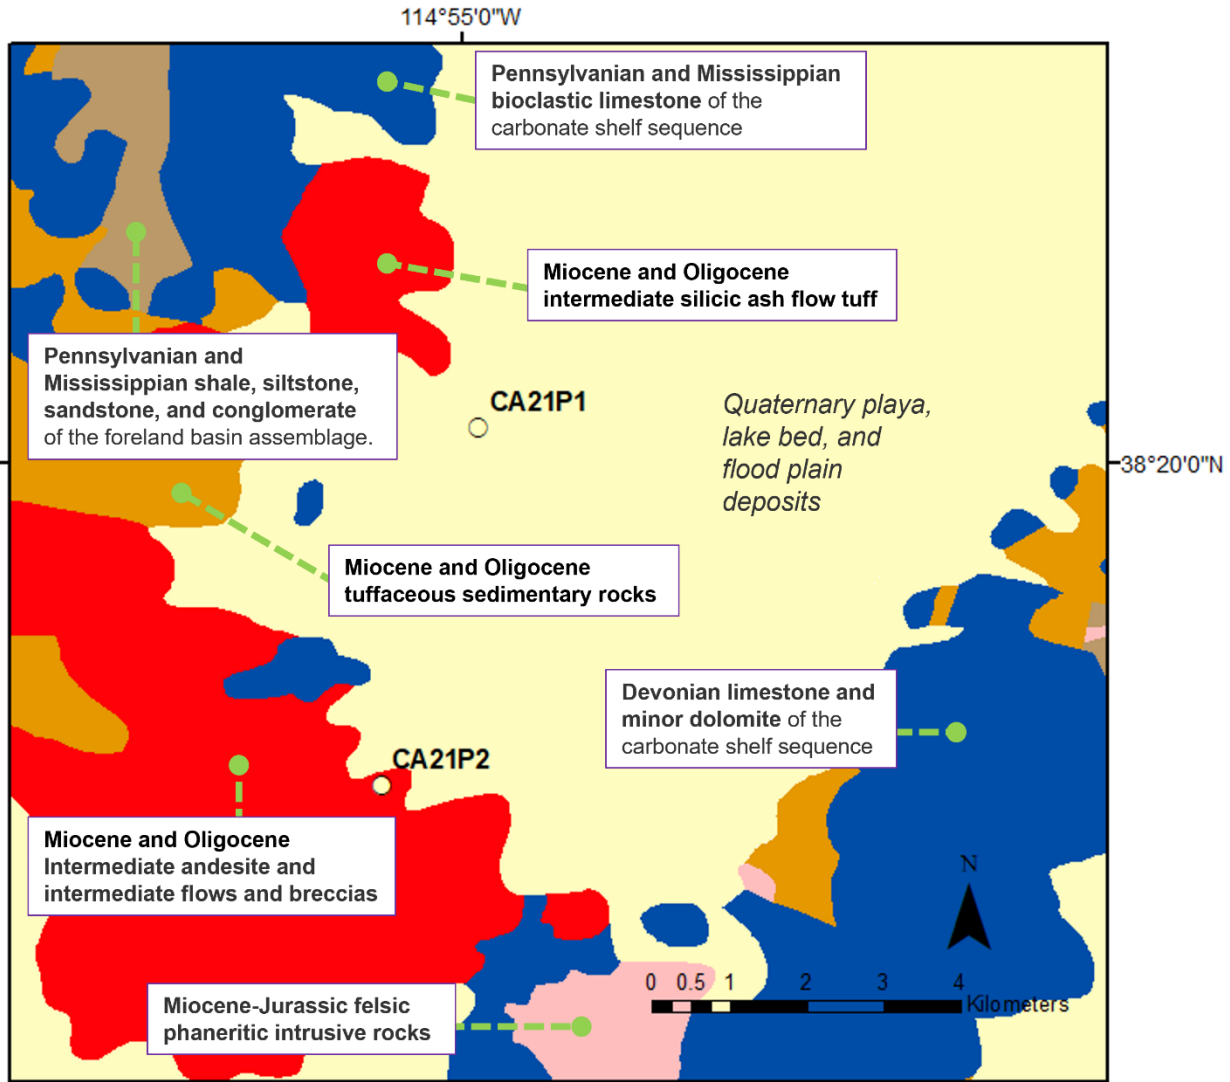 114°55'0"W
Pennsylvanian and Mississippian
bioclastic limestone of the
carbonate shelf sequence
Miocene and Oligocene
intermediate silicic ash flow tuff
Pennsylvanian and
Mississippian shale, siltstone,
sandstone, and conglomerate
of the foreland basin assemblage.
CA21P1
Quaternary playa,
lake bed, and
flood plain
deposits
38°20'0"N
Miocene and Oligocene
tuffaceous sedimentary rocks
Devonian limestone and
minor dolomite of the
carbonate shelf sequence
CA21P2
Miocene and Oligocene
Intermediate andesite and
intermediate flows and breccias
N
0 0.5 1 2 3 4
Kilometers
Miocene-Jurassic felsic
phaneritic intrusive rocks